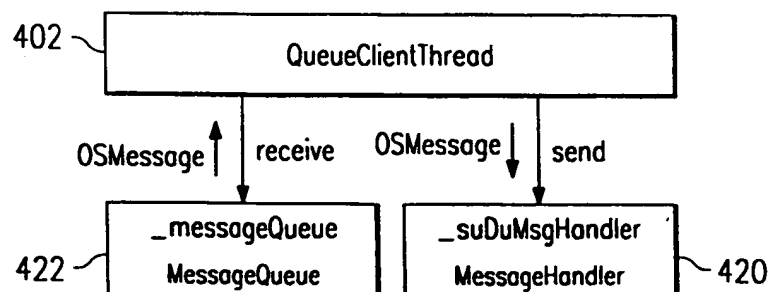 402
QueueClientThread
OSMessage receive
OSMessage send
_messageQueue
MessageQueue
422
_suDuMsgHandler
MessageHandler
420